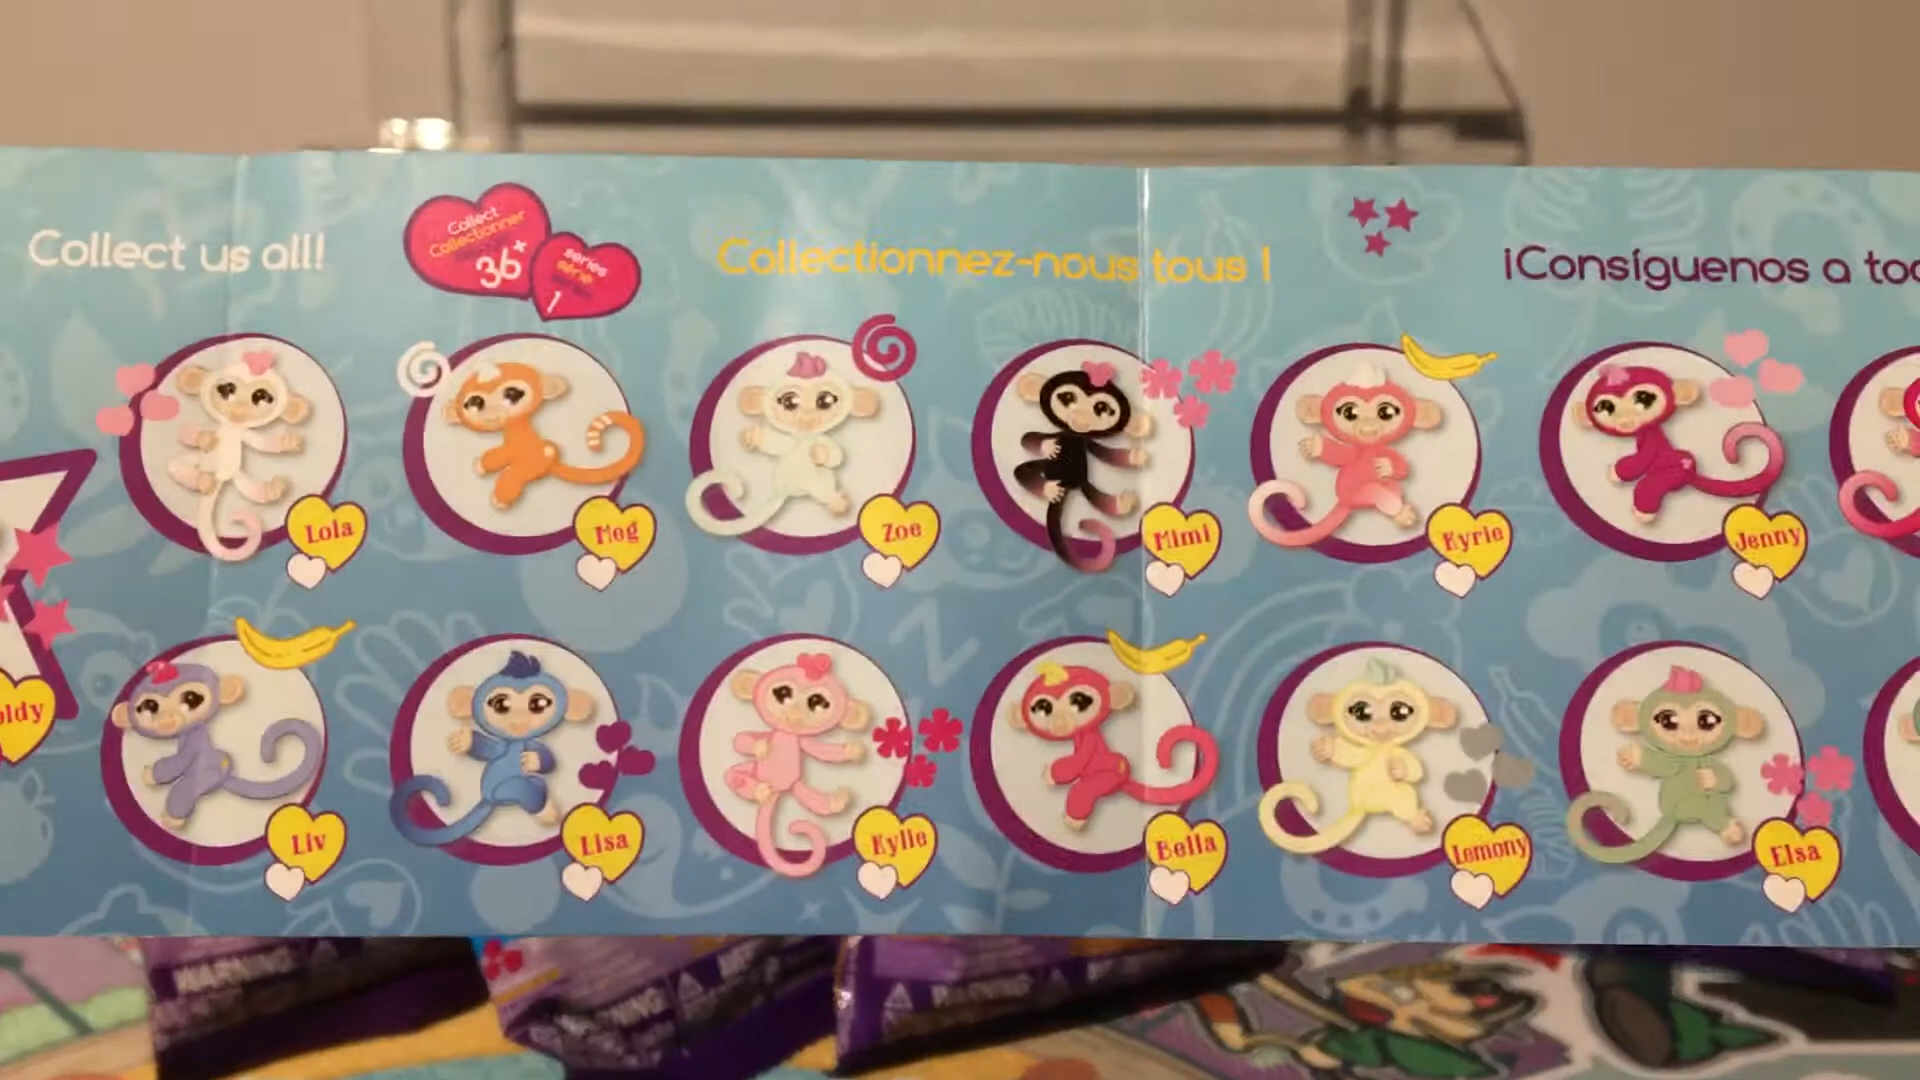 Collect us all!
Collect
Collectionner
36+
series
série
1
Collectionnez-nous tous !
¡Consíguenos a
Lola
Meg
Zoe
Mimi
Kyrie
Jenny
Liv
Lisa
Kylie
Bella
Lemony
Elsa
WARNING
WARNING